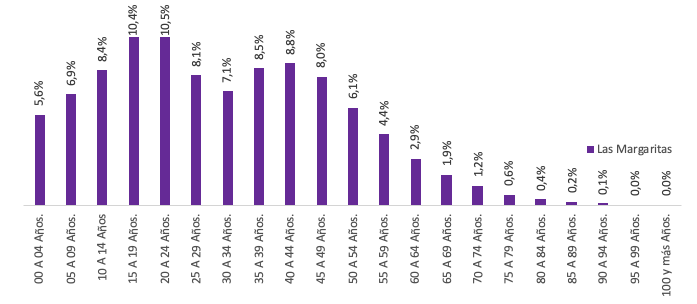 5,6%
6,9%
8,4%
10,4%
10,5%
8,1%
7,1%
8,5%
8,8%
8,0%
6,1%
4,4%
2,9%
1,9%
1,2%
0,6%
0,4%
0,2%
0,1%
0,0%
0,0%
Las Margaritas
00 A 04 Años.
05 A 09 Años.
10 A 14 Años
15 A 19 Años.
20 A 24 Años.
25 A 29 Años.
30 A 34 Años.
35 A 39 Años.
40 A 44 Años.
45 A 49 Años.
50 A 54 Años.
55 A 59 Años.
60 A 64 Años.
65 A 69 Años.
70 A 74 Años.
75 A 79 Años.
80 A 84 Años.
85 A 89 Años.
90 A 94 Años.
95 A 99 Años.
100 y más Años.